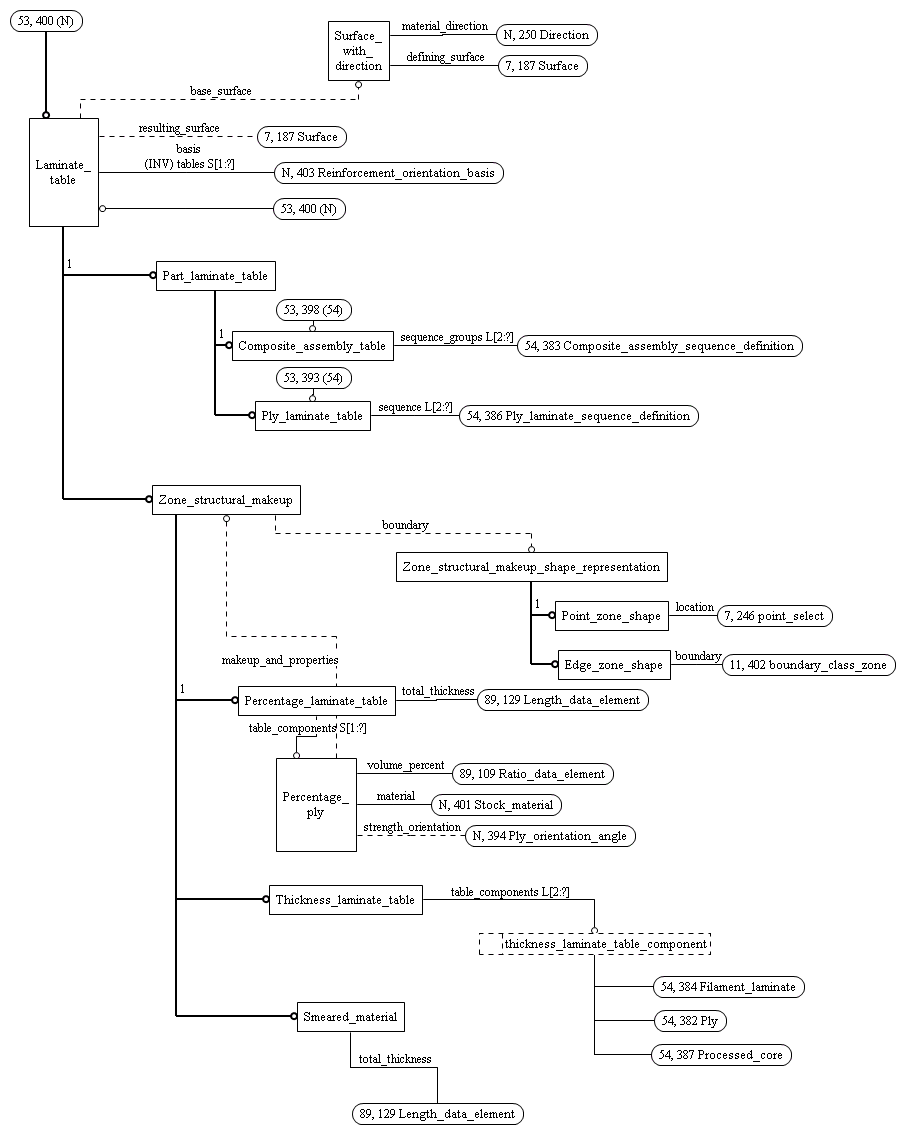 53, 400 (N)
Surface_
with_
direction
material_direction
N, 250 Direction
defining_surface
7, 187 Surface
base_surface
Laminate_
table
resulting_surface
7, 187 Surface
basis
(INV) tables S[1:?]
N, 403 Reinforcement_orientation_basis
53, 400 (N)
1
Part_laminate_table
53, 398 (54)
1
Composite_assembly_table
sequence_groups L[2:?]
54, 383 Composite_assembly_sequence_definition
53, 393 (54)
Ply_laminate_table
sequence L[2:?]
54, 386 Ply_laminate_sequence_definition
Zone_structural_makeup
boundary
Zone_structural_makeup_shape_representation
1
Point_zone_shape
location
7, 246 point_select
Edge_zone_shape
boundary
11, 402 boundary_class_zone
makeup_and_properties
1
Percentage_laminate_table
total_thickness
89, 129 Length_data_element
table_components S[1:?]
Percentage_
ply
volume_percent
89, 109 Ratio_data_element
material
N, 401 Stock_material
strength_orientation
N, 394 Ply_orientation_angle
Thickness_laminate_table
table_components L[2:?]
thickness_laminate_table_component
54, 384 Filament_laminate
54, 382 Ply
54, 387 Processed_core
Smeared_material
total_thickness
89, 129 Length_data_element